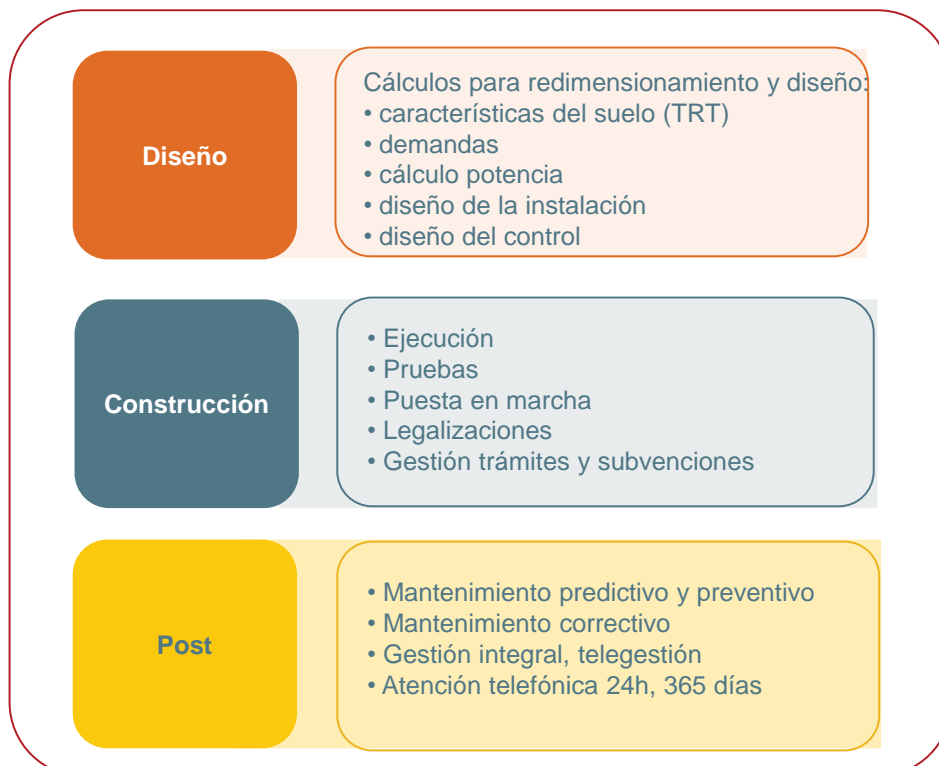 Diseño
Cálculos para redimensionamiento y diseño:
• características del suelo (TRT)
• demandas
• cálculo potencia
• diseño de la instalación
• diseño del control
Construcción
• Ejecución
• Pruebas
• Puesta en marcha
• Legalizaciones
• Gestión trámites y subvenciones
Post
• Mantenimiento predictivo y preventivo
• Mantenimiento correctivo
• Gestión integral, telegestión
• Atención telefónica 24h, 365 días